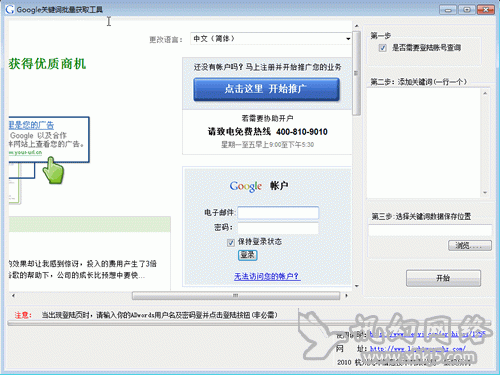 Google关键词批量获取工具
更改语言: 中文（简体）
获得优质商机
还没有帐户吗？马上注册并开始推广您的业务
点击这里 开始推广
若需要协助开户
请致电免费热线 400-810-9010
星期一至五早上9:00至下午5:30
里是您的广告
Google 以及合作
网站上查看您的广告。
Google 帐户
电子邮件:
密码:
保持登录状态
登录
无法访问您的帐户？
的效果却让我感到惊讶，投入的费用产生了3倍
的帮助下，公司的成长比预想中要快...
第一步
是否需要登陆帐号查询
第二步：添加关键词(一行一个)
第三步:选择关键词数据保存位置
浏览....
开始
注意: 当出现登陆页时,请输入你的ADwords用户名及密码登并点击登陆按钮(非必需)
网 址:
2010